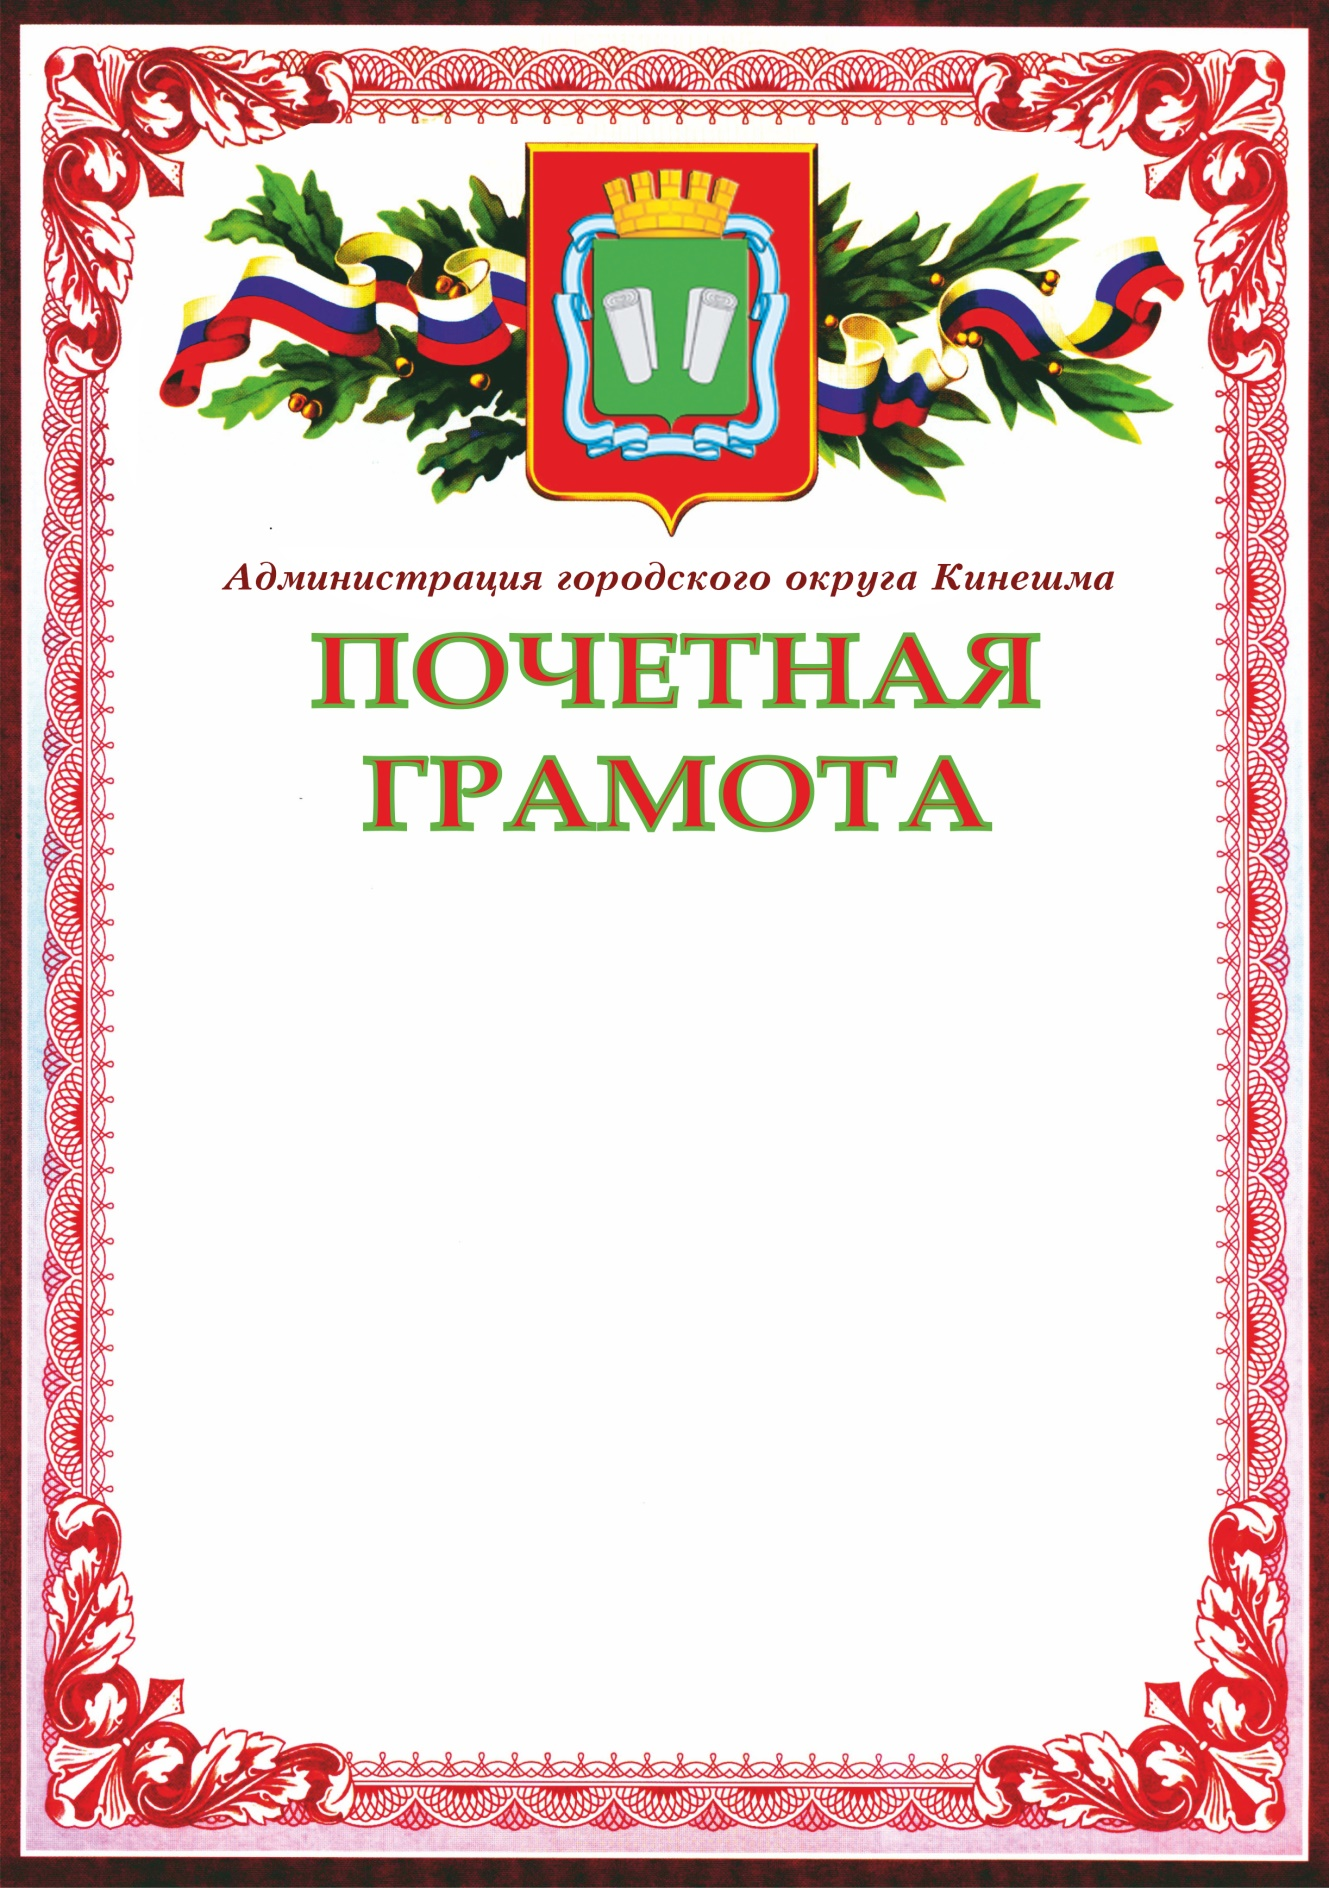 Администрация городского округа Кинешма
ПОЧЕТНАЯ
ГРАМОТА